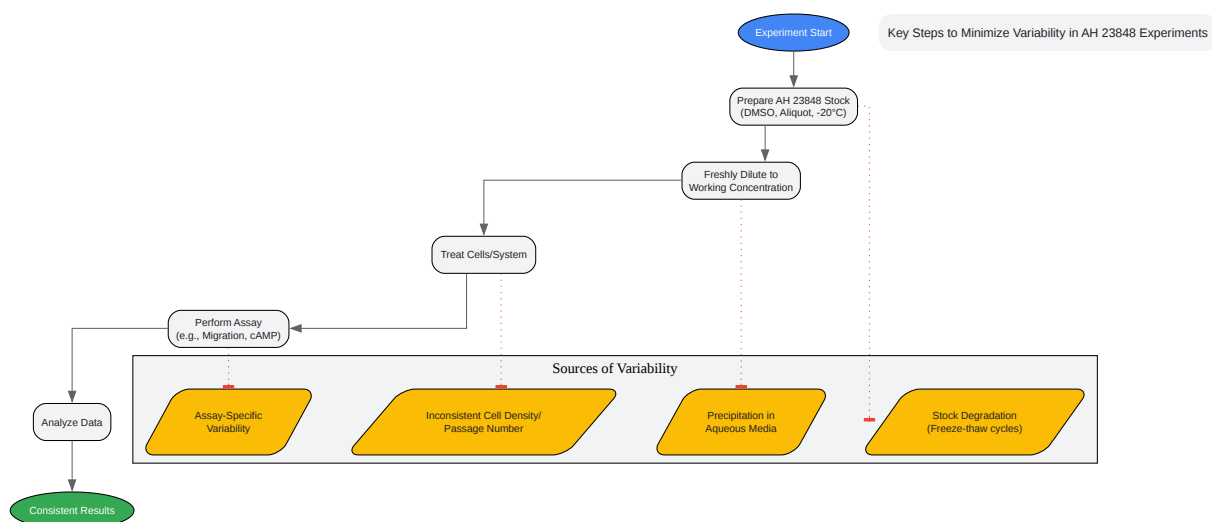 Experiment Start
Key Steps to Minimize Variability in AH 23848 Experiments
Prepare AH 23848 Stock
(DMSO, Aliquot, -20°C)
Freshly Dilute to
Working Concentration
Treat Cells/System
Perform Assay
(e.g., Migration, cAMP)
Sources of Variability
Assay-Specific
Variability
Inconsistent Cell Density/
Passage Number
Precipitation in
Aqueous Media
Stock Degradation
(Freeze-thaw cycles)
Analyze Data
Consistent Results